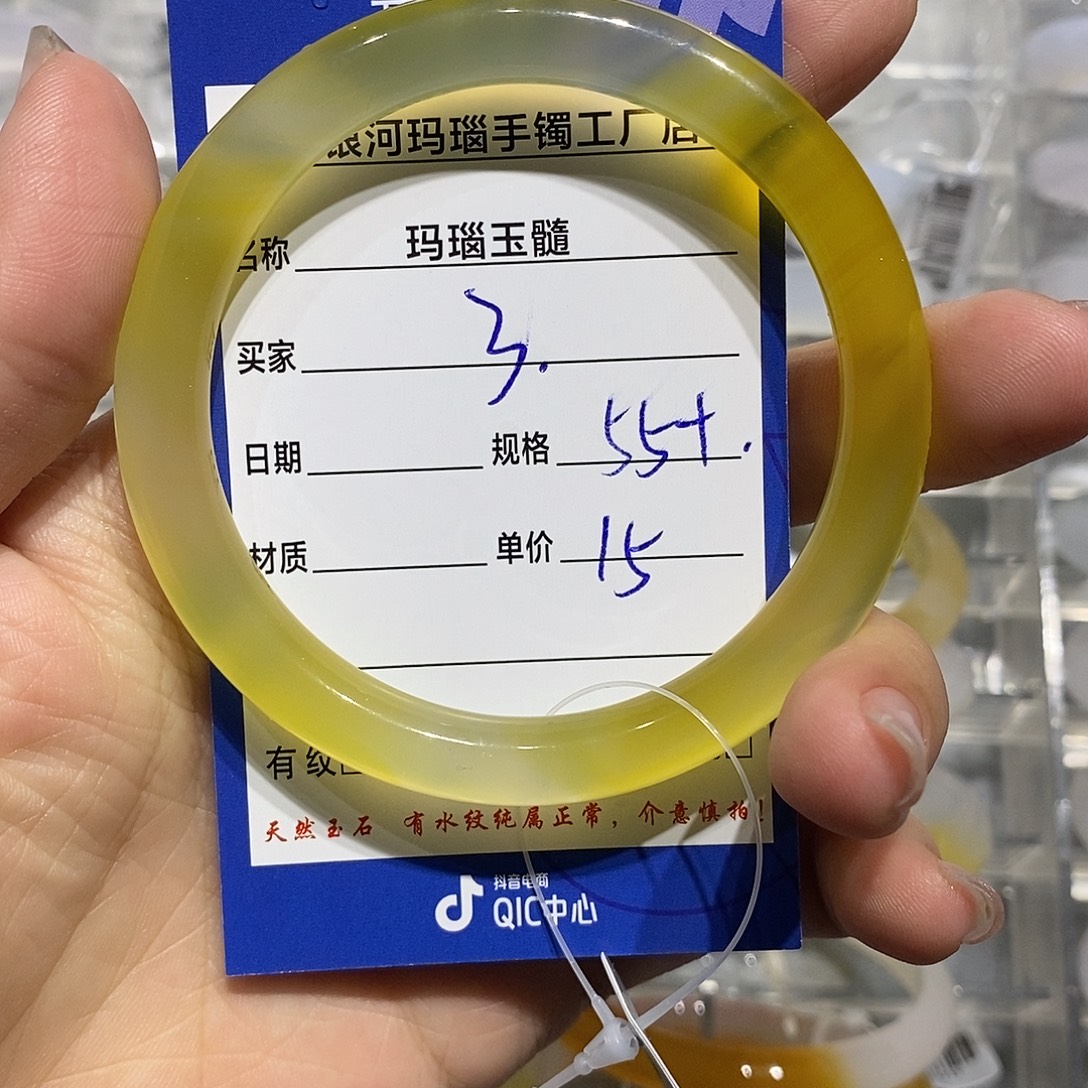 银河玛瑙手镯工厂店
名称 玛瑙玉髓
买家 3.
日期 规格 55+.
材质 单价 15
有纹□
天然玉石 有水纹纯属正常，介意慎拍！
抖音电商
QIC中心